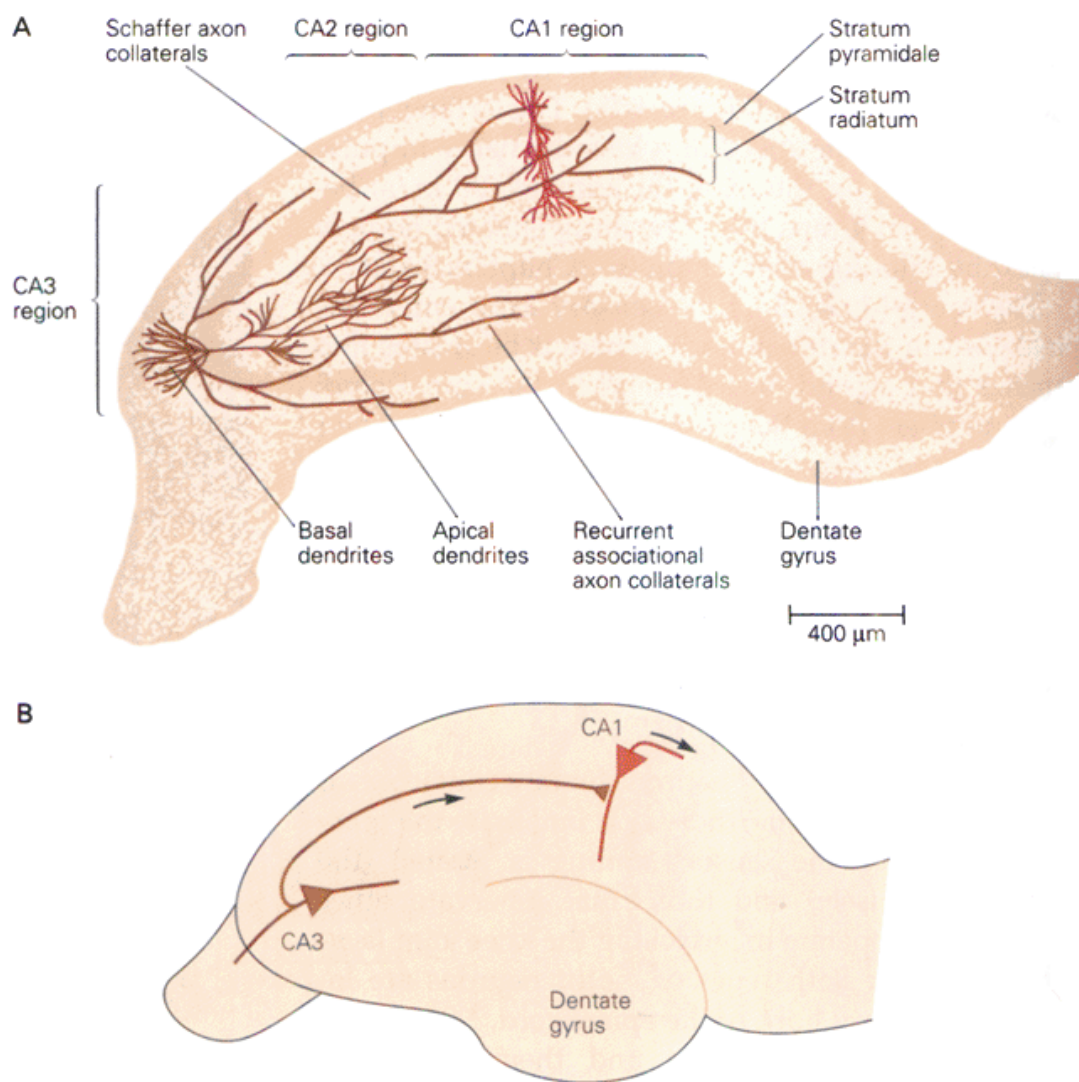 A
Schaffer axon
collaterals
CA2 region
CA1 region
Stratum
pyramidale
Stratum
radiatum
CA3
region
Basal
dendrites
Apical
dendrites
Recurrent
associational
axon collaterals
Dentate
gyrus
400 μm
B
CA1
CA3
Dentate
gyrus